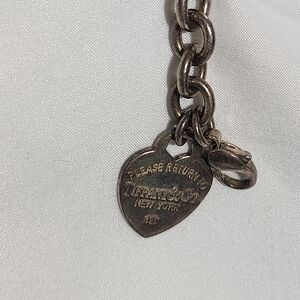 PLEASE RETURN TO
TIFFANY & CO.
NEW YORK
925